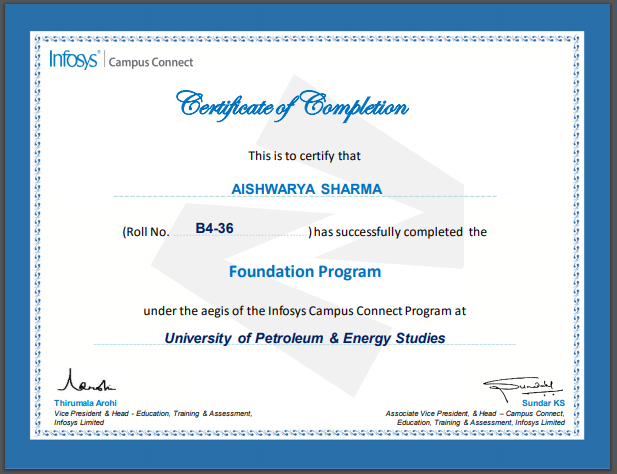 Infosys® | Campus Connect
Certificate of Completion
This is to certify that
AISHWARYA SHARMA
(Roll No. B4-36 ) has successfully completed the
Foundation Program
under the aegis of the Infosys Campus Connect Program at
University of Petroleum & Energy Studies
Thirumala Arohi
Vice President & Head - Education, Training & Assessment,
Infosys Limited
Sundar KS
Associate Vice President, & Head – Campus Connect,
Education, Training & Assessment, Infosys Limited